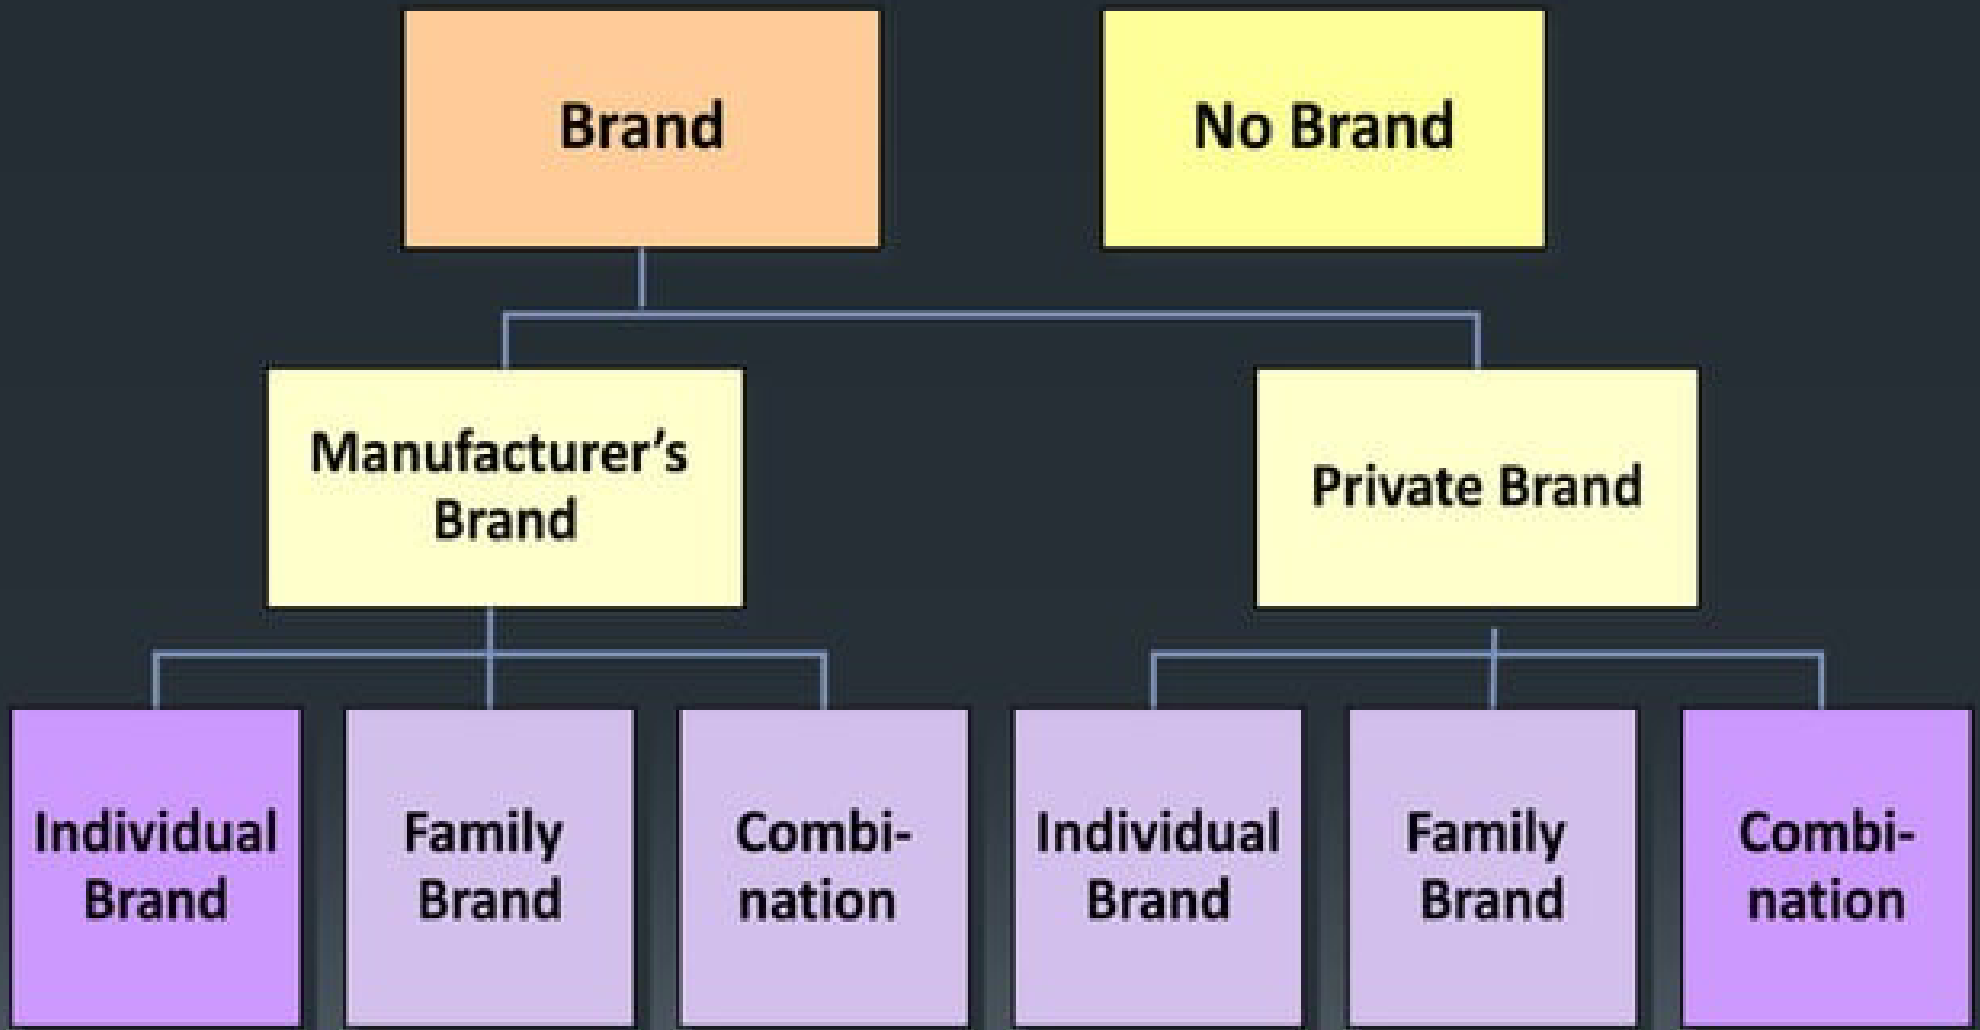 Brand
No Brand
Manufacturer’s
Brand
Private Brand
Individual
Brand
Family
Brand
Combi-
nation
Individual
Brand
Family
Brand
Combi-
nation